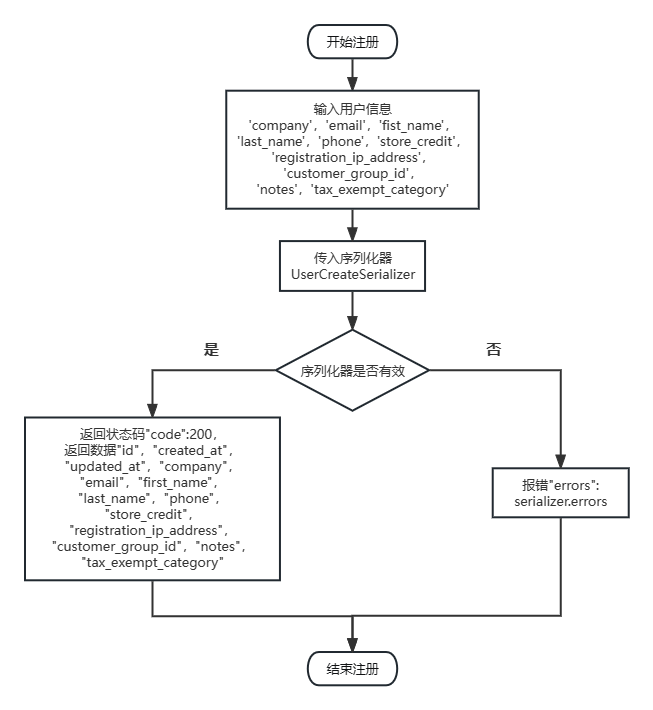 开始注册
输入用户信息
'company'，'email'，'fist_name'，
'last_name'，'phone'，'store_credit'，
'registration_ip_address'，
'customer_group_id'，
'notes'，'tax_exempt_category'
传入序列化器
UserCreateSerializer
序列化器是否有效
是
否
返回状态码"code":200，
返回数据"id"，"created_at"，
"updated_at"，"company"，
"email"，"first_name"，
"last_name"，"phone"，
"store_credit"，
"registration_ip_address"，
"customer_group_id"，"notes"，
"tax_exempt_category"
报错"errors"：
serializer.errors
结束注册